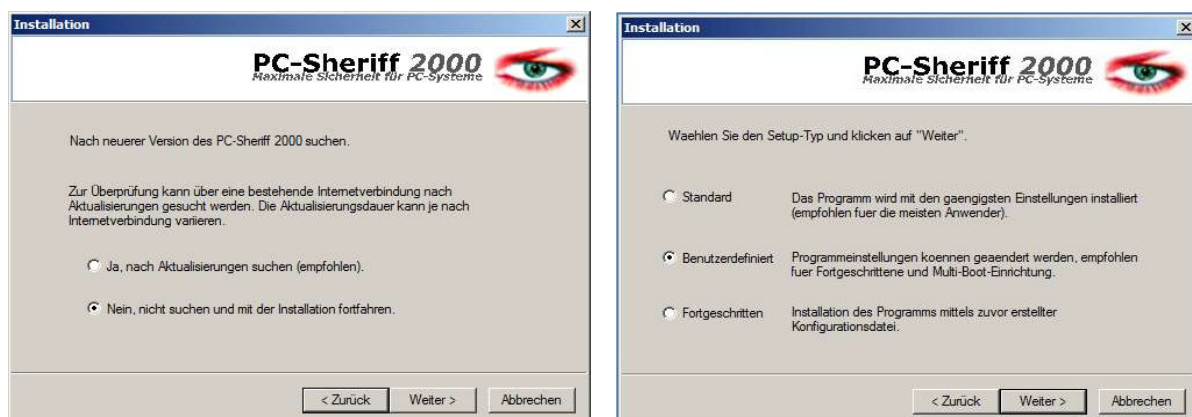 Installation
PC-Sheriff 2000
Maximale Sicherheit für PC-Systeme
Nach neuerer Version des PC-Sheriff 2000 suchen.
Zur Überprüfung kann über eine bestehende Internetverbindung nach
Aktualisierungen gesucht werden. Die Aktualisierungsdauer kann je nach
Internetverbindung variieren.
Ja, nach Aktualisierungen suchen (empfohlen).
Nein, nicht suchen und mit der Installation fortfahren.
< Zurück
Weiter >
Abbrechen
Installation
PC-Sheriff 2000
Maximale Sicherheit für PC-Systeme
Waehlen Sie den Setup-Typ und klicken auf "Weiter".
Standard
Das Programm wird mit den gaengigsten Einstellungen installiert
(empfohlen fuer die meisten Anwender).
Benutzerdefiniert
Programmeinstellungen koennen geaendert werden, empfohlen
fuer Fortgeschrittene und Multi-Boot-Einrichtung.
Fortgeschritten
Installation des Programms mittels zuvor erstellter
Konfigurationsdatei.
< Zurück
Weiter >
Abbrechen